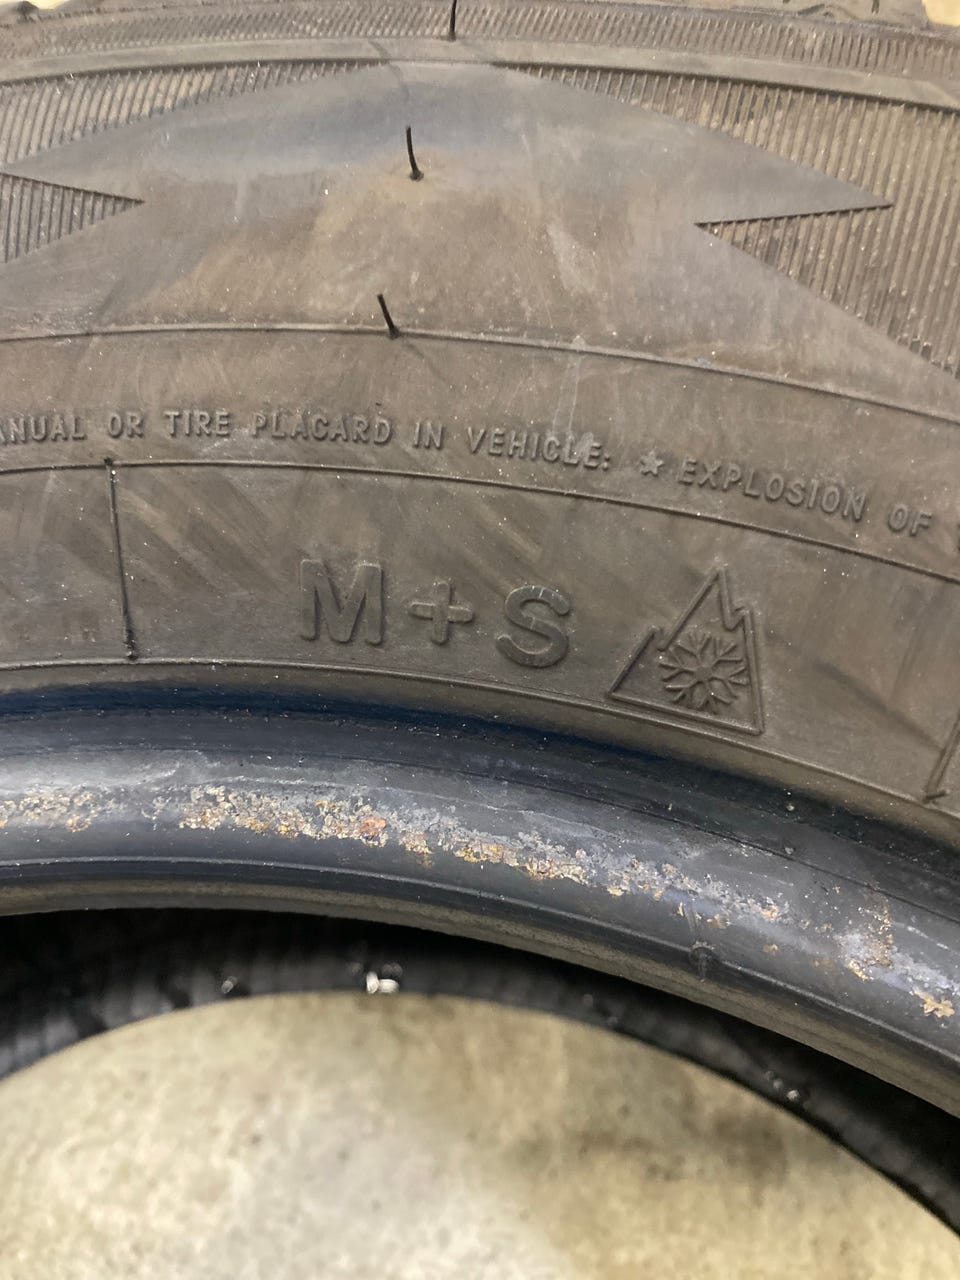 ANUAL OR TIRE PLACARD IN VEHICLE: ★ EXPLOSION OF
M+S